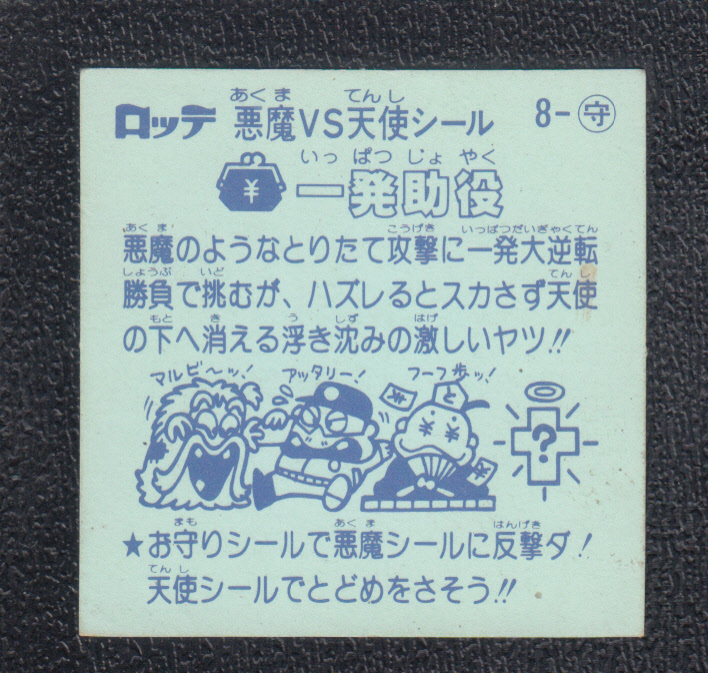 あくま てんし
ロッテ 悪魔VS天使シール 8-守
いっ ぱつ じょ やく
¥ 一発助役
あくま こうげき いっぱつだいぎゃくてん
悪魔のようなとりたて攻撃に一発大逆転
しょうぶ いど てんし
勝負で挑むが、ハズレるとスカさず天使
もと き う しず はげ
の下へ消える浮き沈みの激しいヤツ!!
マルビ〜ッ! アッタリー! フーフ歩ッ!
?
まも あくま はんげき
★お守りシールで悪魔シールに反撃ダ!
てんし
天使シールでとどめをさそう!!